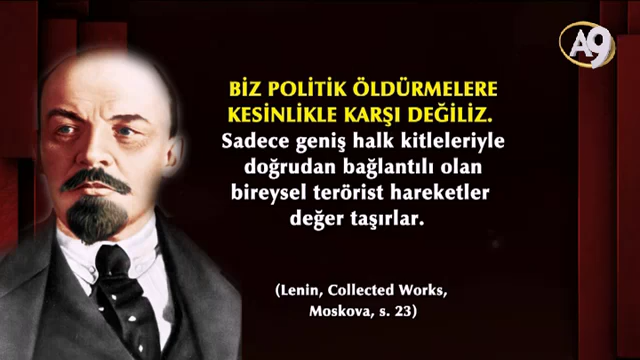 A9
BİZ POLİTİK ÖLDÜRMELERE
KESİNLİKLE KARŞI DEĞİLİZ.
Sadece geniş halk kitleleriyle
doğrudan bağlantılı olan
bireysel terörist hareketler
değer taşırlar.
(Lenin, Collected Works,
Moskova, s. 23)